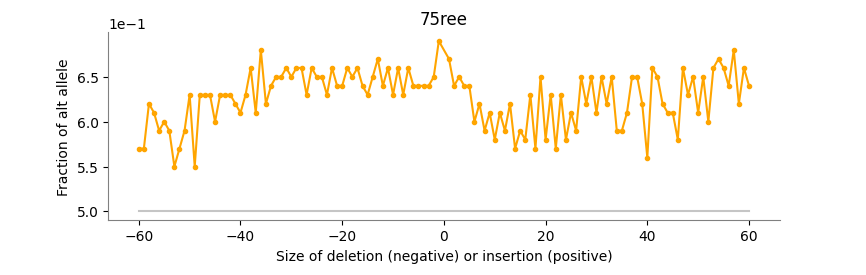 75ree
1e−1
6.5
6.0
5.5
5.0
Fraction of alt allele
−60 −40 −20 0 20 40 60
Size of deletion (negative) or insertion (positive)